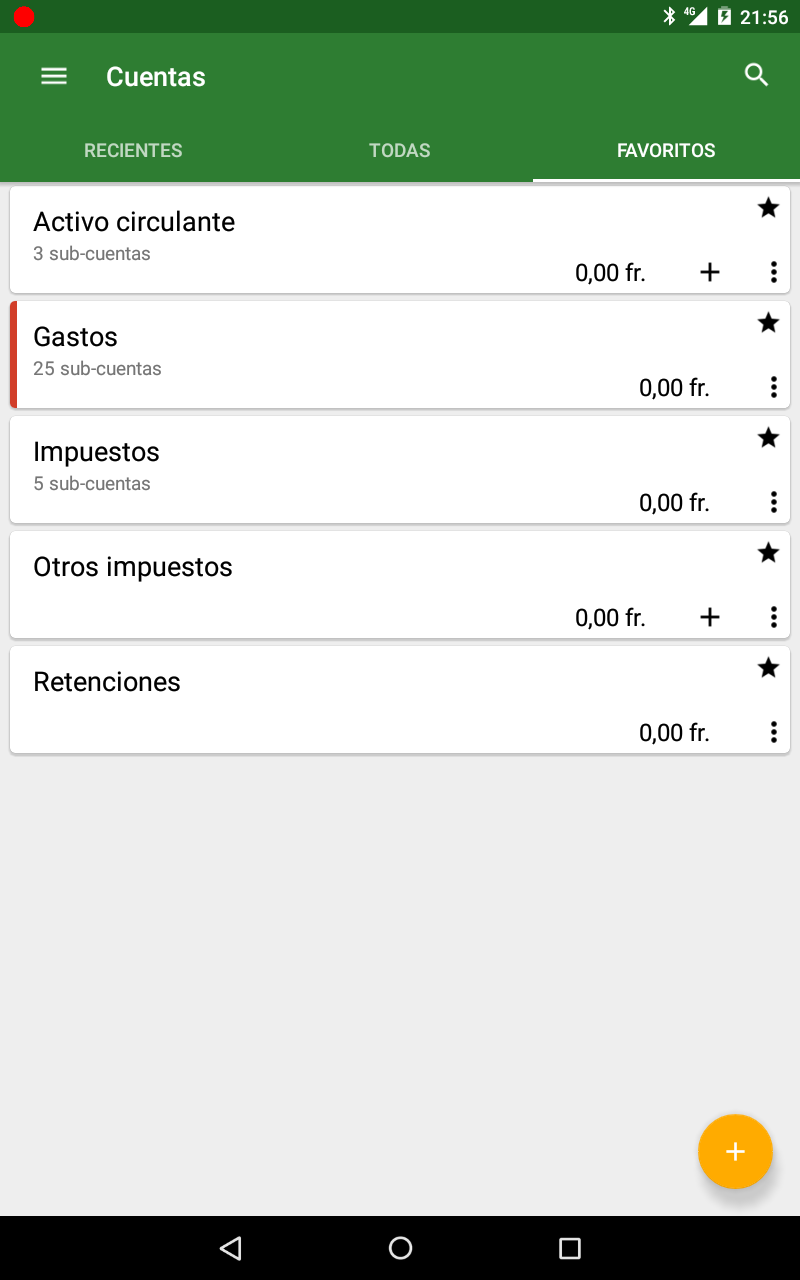 4G 21:56
Cuentas
RECIENTES TODAS FAVORITOS
Activo circulante
3 sub-cuentas
0,00 fr.
Gastos
25 sub-cuentas
0,00 fr.
Impuestos
5 sub-cuentas
0,00 fr.
Otros impuestos
0,00 fr.
Retenciones
0,00 fr.